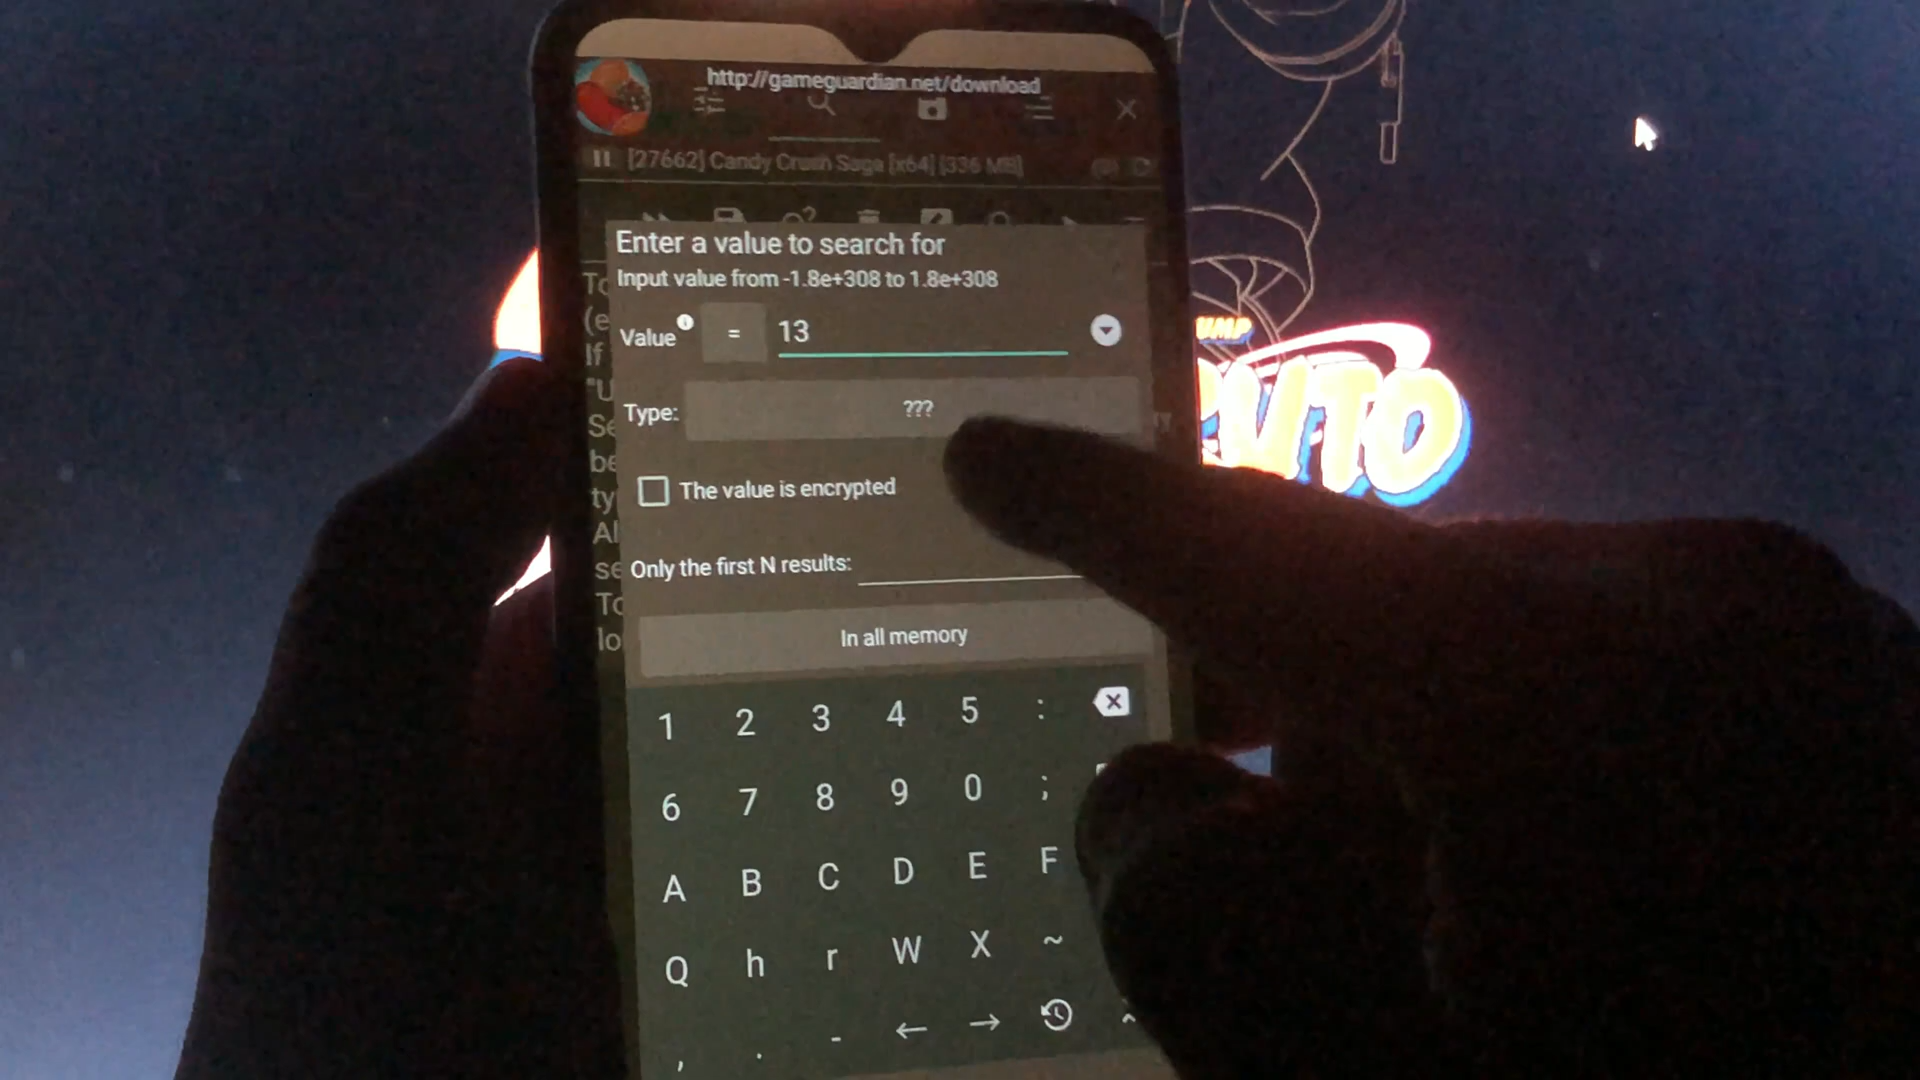 http://gameguardian.net/download
[27662] Candy Crush Saga [x64] [336 MB]
Enter a value to search for
Input value from -1.8e+308 to 1.8e+308
Value = 13
Type: ???
The value is encrypted
Only the first N results:
In all memory
1 2 3 4 5 :
6 7 8 9 0 ;
A B C D E F
Q h r W X ~
, . - ← → ^